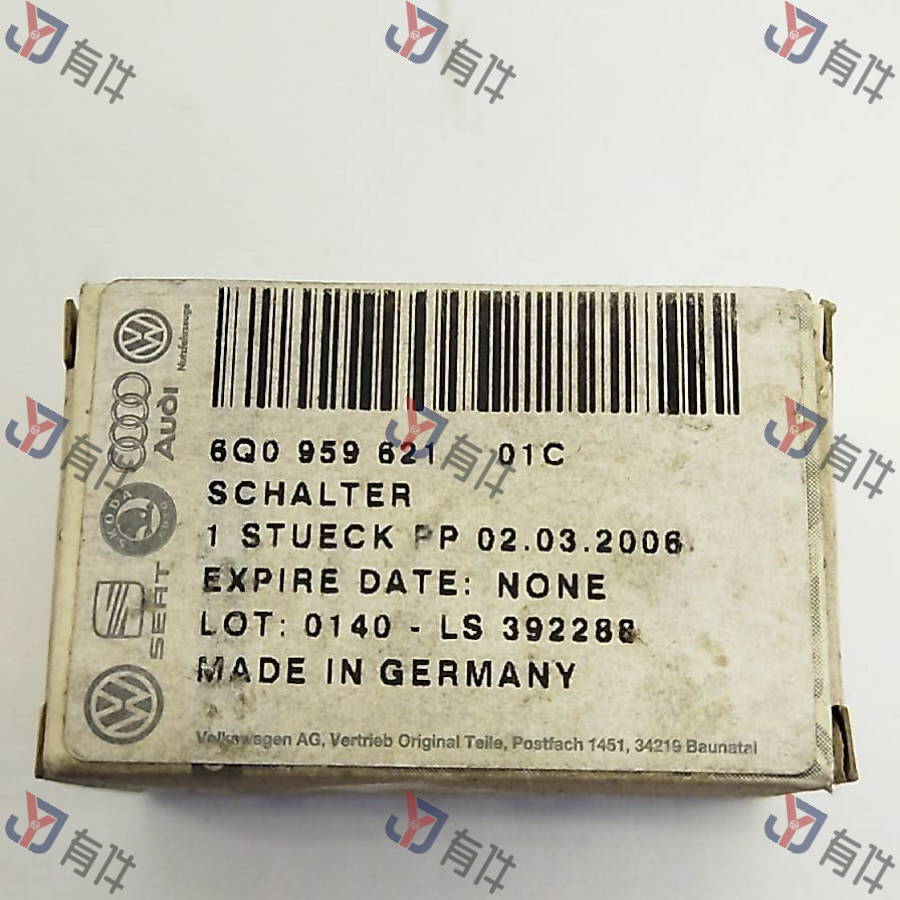 有件
有件
有件
Nutzfahrzeuge
Audi
SKODA
SEAT
6Q0 959 621 01C
SCHALTER
1 STUECK PP 02.03.2006
EXPIRE DATE: NONE
LOT: 0140 - LS 392288
MADE IN GERMANY
Volkswagen AG, Vertrieb Original Teile, Postfach 1451, 34219 Baunatal
有件
有件
有件
有件
有件
有件